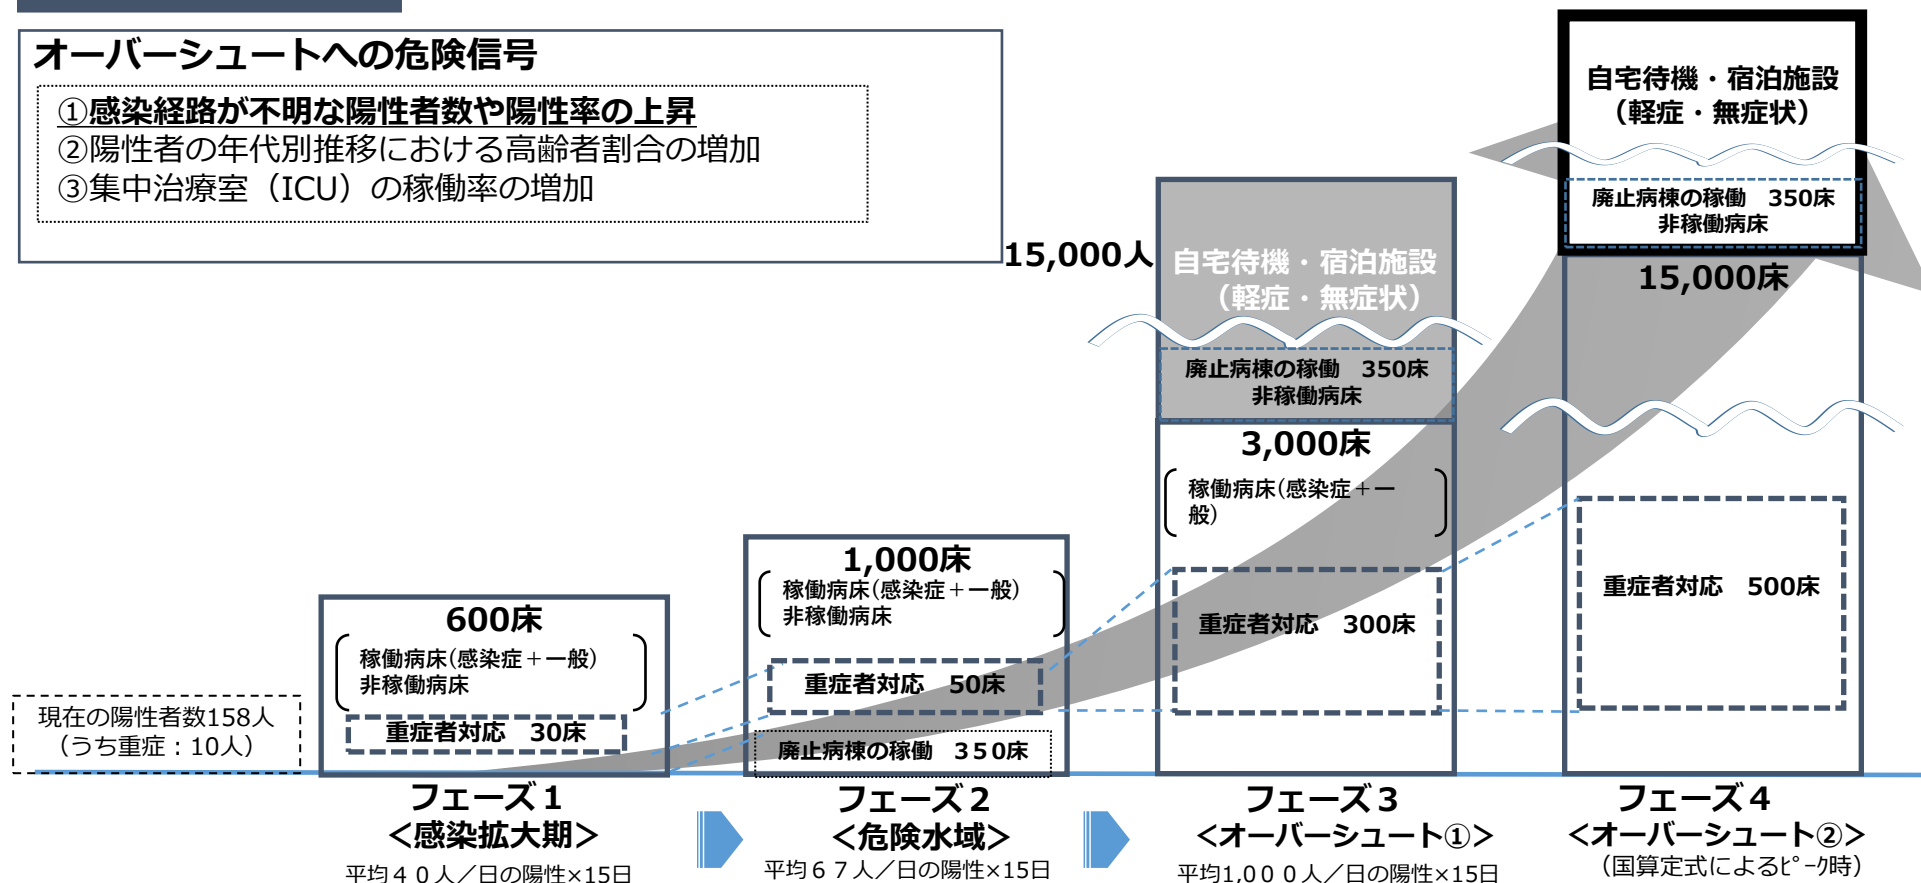 オーバーシュートへの危険信号
①感染経路が不明な陽性者数や陽性率の上昇
②陽性者の年代別推移における高齢者割合の増加
③集中治療室（ICU）の稼働率の増加
現在の陽性者数158人
（うち重症：10人）
600床
稼働病床(感染症＋一般)
非稼働病床
重症者対応　30床
フェーズ１
＜感染拡大期＞
平均４０人／日の陽性×15日
1,000床
稼働病床(感染症＋一般)
非稼働病床
重症者対応　50床
廃止病棟の稼働　３５０床
フェーズ２
＜危険水域＞
平均６７人／日の陽性×15日
15,000人
自宅待機・宿泊施設
（軽症・無症状）
廃止病棟の稼働　350床
非稼働病床
3,000床
稼働病床(感染症＋一
般)
重症者対応　300床
フェーズ３
＜オーバーシュート①＞
平均1,０００人／日の陽性×15日
自宅待機・宿泊施設
（軽症・無症状）
廃止病棟の稼働　350床
非稼働病床
15,000床
重症者対応　500床
フェーズ４
＜オーバーシュート②＞
（国算定式によるﾋﾟｰｸ時）